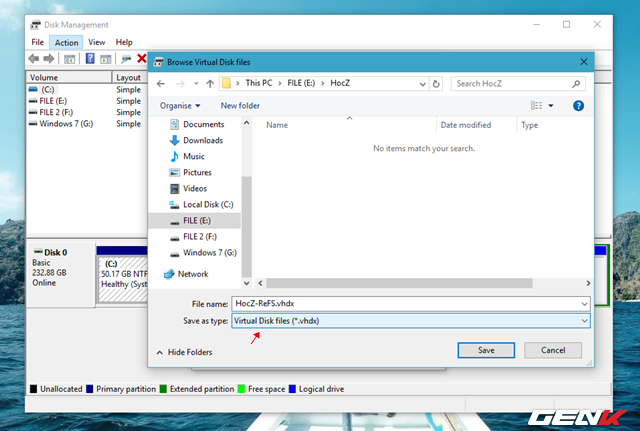 Disk Management
File Action View Help
Volume Layout
(C:) Simple
FILE (E:) Simple
FILE 2 (F:) Simple
Windows 7 (G:) Simple
Browse Virtual Disk files
This PC > FILE (E:) > HocZ
Search HocZ
Organise New folder
Name Date modified Type
No items match your search.
Documents
Downloads
Music
Pictures
Videos
Local Disk (C:)
FILE (E:)
FILE 2 (F:)
Windows 7 (G:)
Network
File name: HocZ-ReFS.vhdx
Save as type: Virtual Disk files (*.vhdx)
Hide Folders
Save Cancel
Disk 0
Basic
232.88 GB
Online
(C:)
50.17 GB NTF
Healthy (Syst
Unallocated Primary partition Extended partition Free space Logical drive
GENK